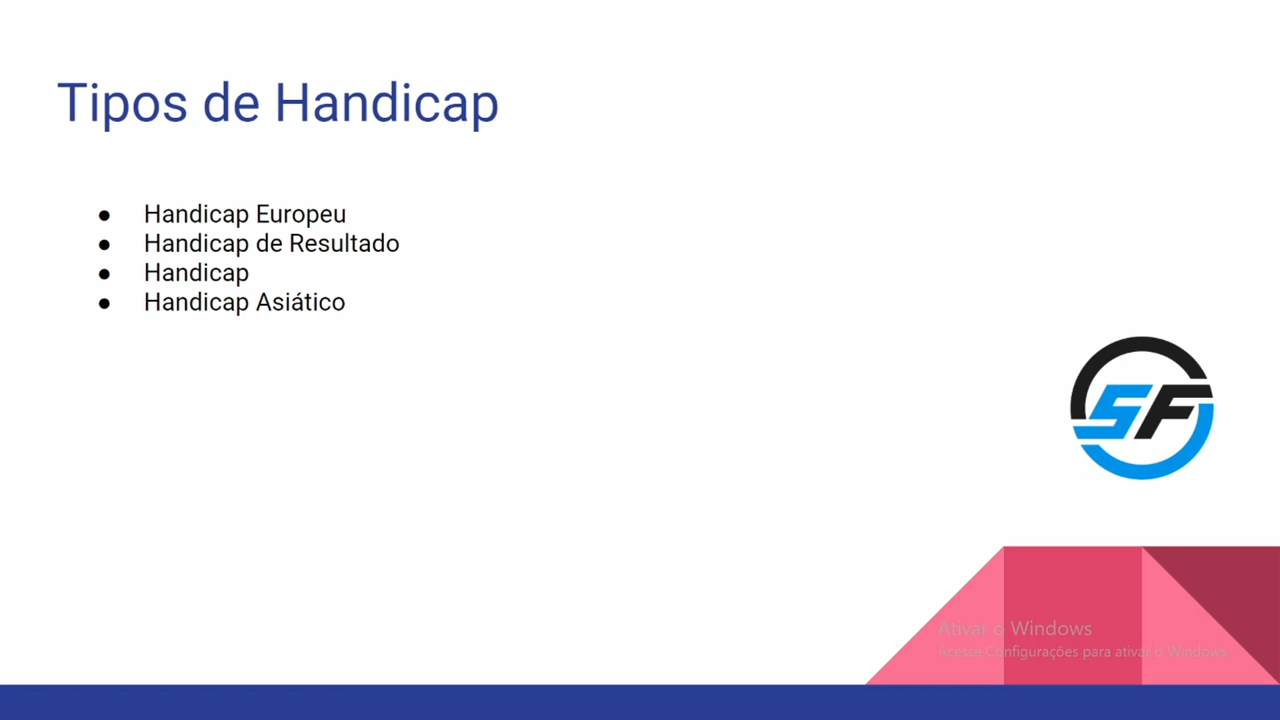 Tipos de Handicap
● Handicap Europeu
● Handicap de Resultado
● Handicap
● Handicap Asiático
SF
Ativar o Windows
Acesse Configurações para ativar o Windows.